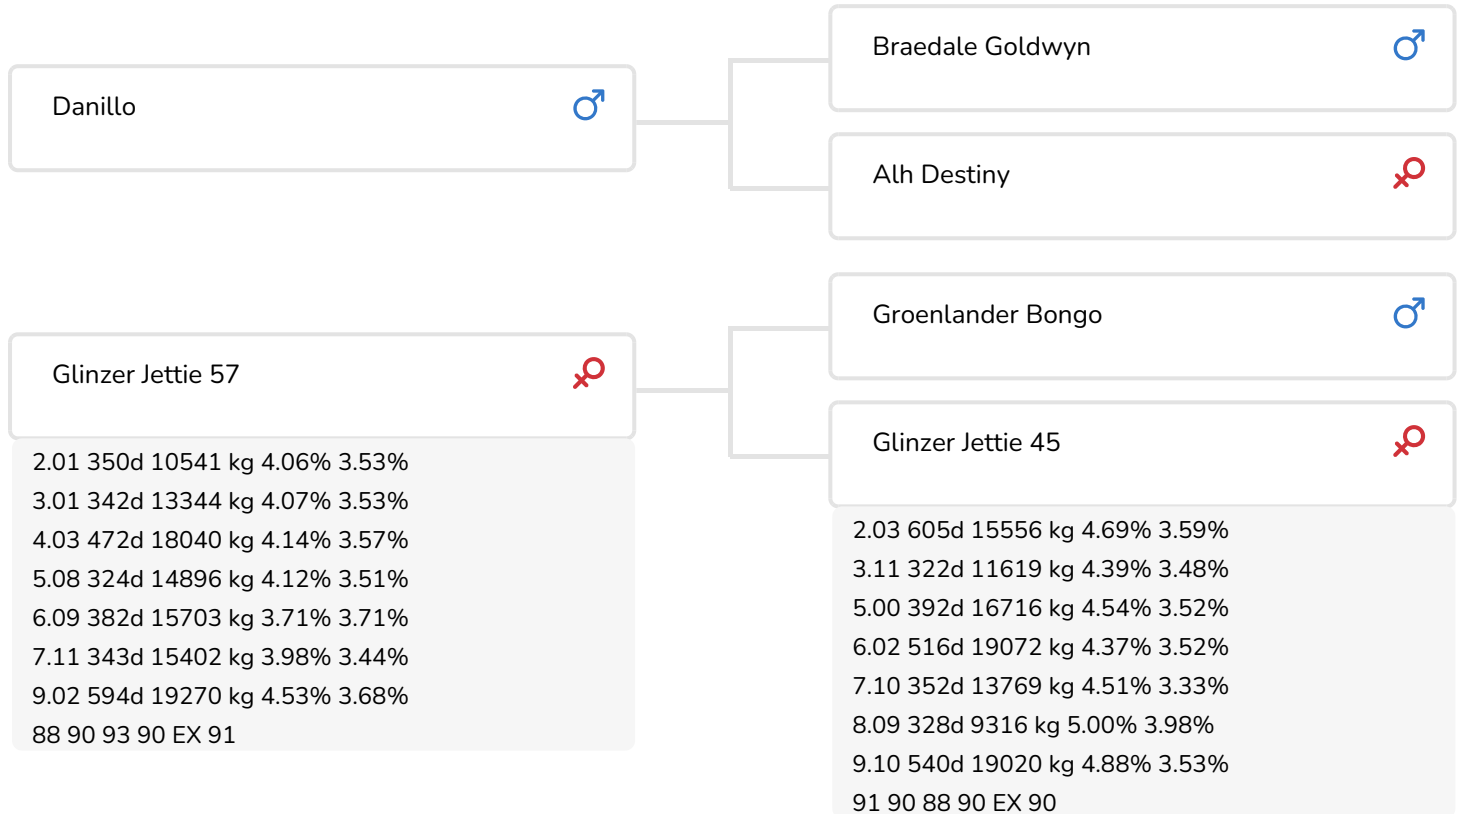 Danillo
Braedale Goldwyn
Alh Destiny
Glinzer Jettie 57
2.01 350d 10541 kg 4.06% 3.53%
3.01 342d 13344 kg 4.07% 3.53%
4.03 472d 18040 kg 4.14% 3.57%
5.08 324d 14896 kg 4.12% 3.51%
6.09 382d 15703 kg 3.71% 3.71%
7.11 343d 15402 kg 3.98% 3.44%
9.02 594d 19270 kg 4.53% 3.68%
88 90 93 90 EX 91
Groenlander Bongo
Glinzer Jettie 45
2.03 605d 15556 kg 4.69% 3.59%
3.11 322d 11619 kg 4.39% 3.48%
5.00 392d 16716 kg 4.54% 3.52%
6.02 516d 19072 kg 4.37% 3.52%
7.10 352d 13769 kg 4.51% 3.33%
8.09 328d 9316 kg 5.00% 3.98%
9.10 540d 19020 kg 4.88% 3.53%
91 90 88 90 EX 90